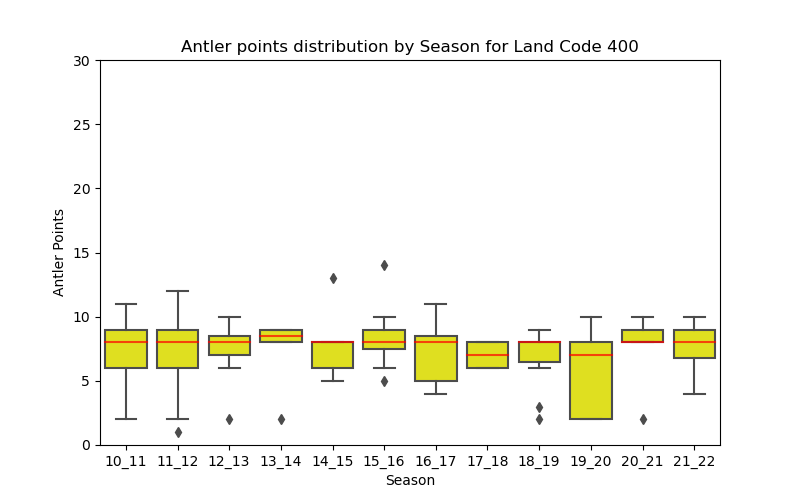 Antler points distribution by Season for Land Code 400
30
25
20
15
10
5
0
Antler Points
10_11 11_12 12_13 13_14 14_15 15_16 16_17 17_18 18_19 19_20 20_21 21_22
Season